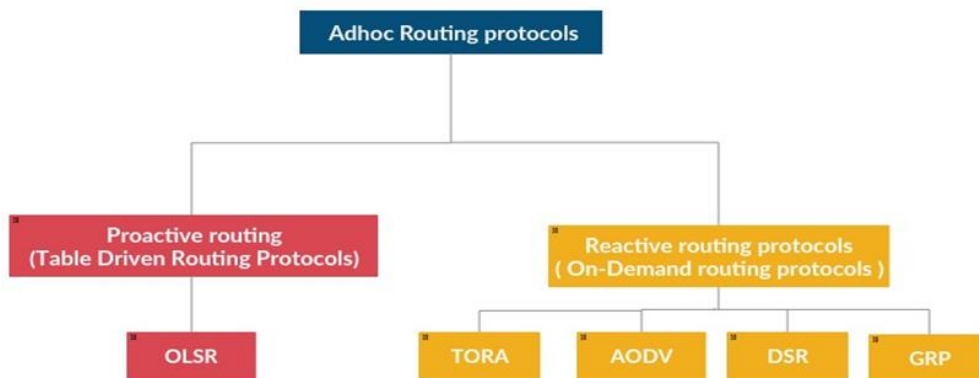 Adhoc Routing protocols
Proactive routing
(Table Driven Routing Protocols)
Reactive routing protocols
( On-Demand routing protocols )
OLSR
TORA
AODV
DSR
GRP